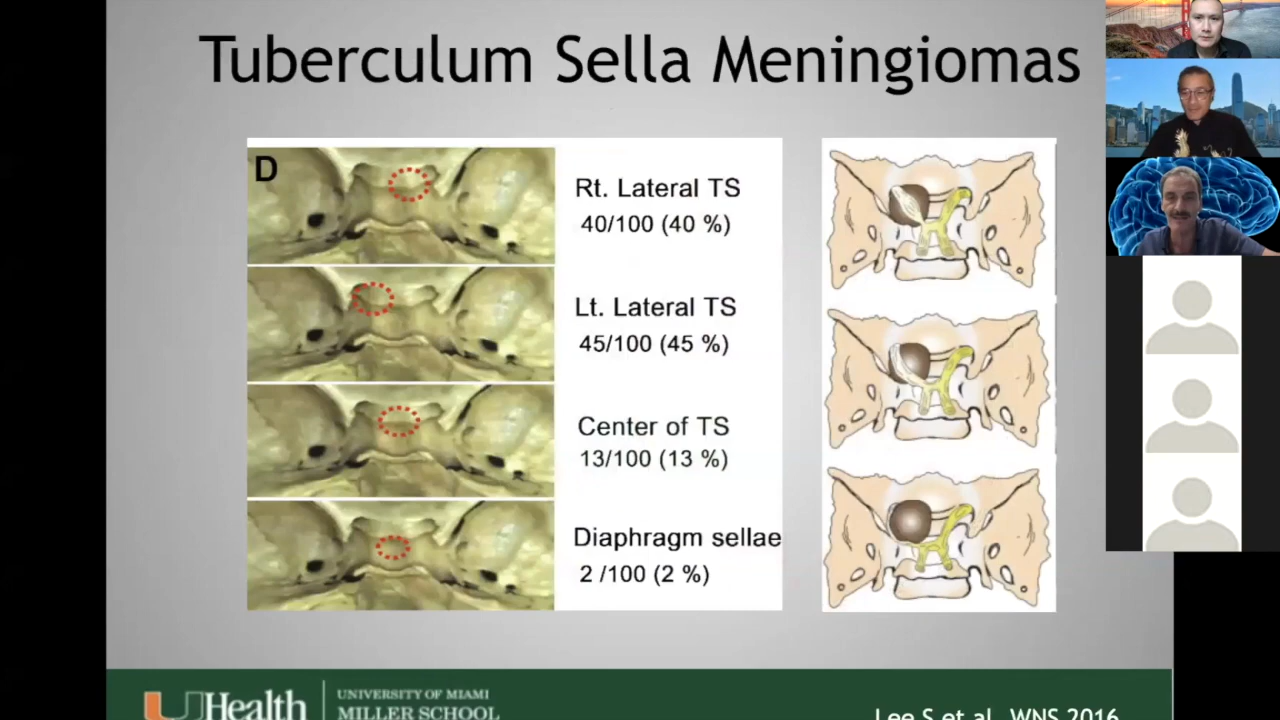 Tuberculum Sella Meningiomas
D
Rt. Lateral TS
40/100 (40 %)
Lt. Lateral TS
45/100 (45 %)
Center of TS
13/100 (13 %)
Diaphragm sellae
2 /100 (2 %)
UHealth
UNIVERSITY OF MIAMI
MILLER SCHOOL
Lee S et al WNS 2016